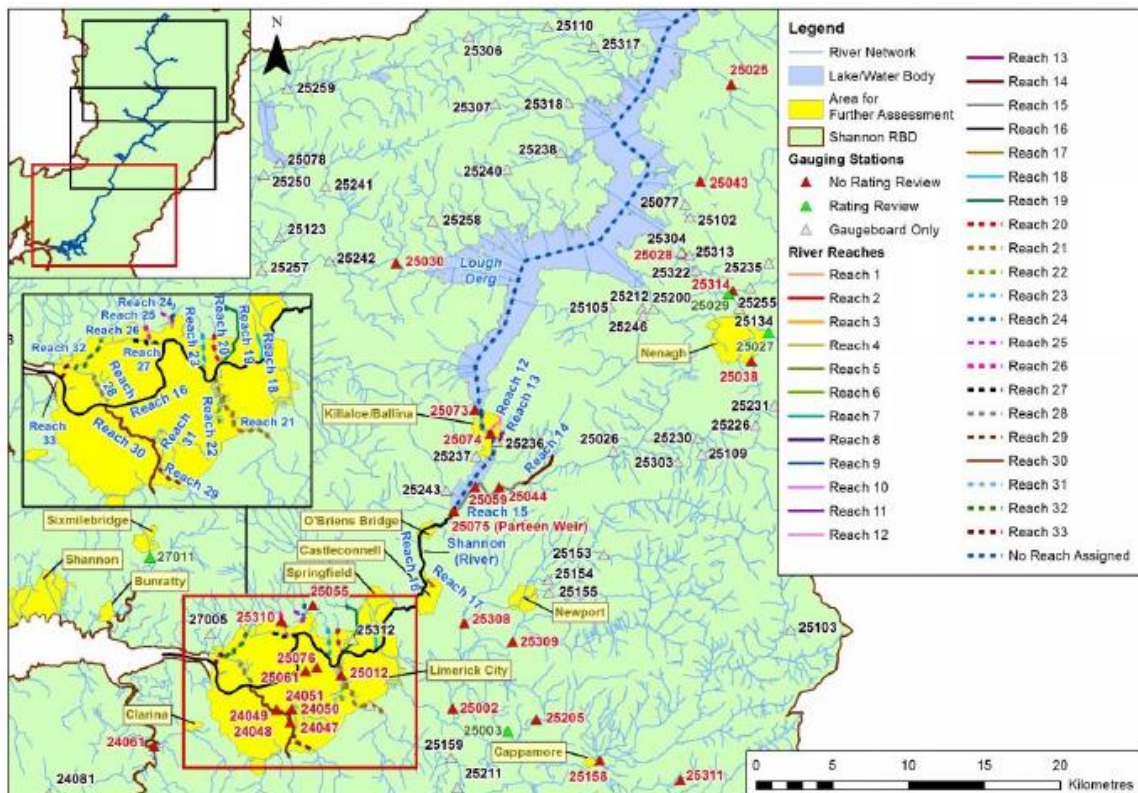 N
25110
25306
25317
25025
25259
25307
25318
25078
25238
25250
25241
25240
25043
25077
25102
25258
25123
25304
25313
25028
25242
25257
25030
Lough
Derg
25322
25235
25314
25105
25212
25200
25029
25255
25246
25134
Nenagh
25027
25038
Reach 12
Reach 13
25073
Killaloe/Ballina
25074
25236
Reach 14
25231
25226
25026
25230
25237
25303
25109
25243
25059
25044
Reach 15
25075 (Parteen Weir)
O'Briens Bridge
Shannon
(River)
Castleconnell
Reach 16
Springfield
Reach 17
25153
25154
25155
Newport
25055
25310
27005
25312
25308
25309
25103
25076
25061
25012
Limerick City
24051
24049
24050
24048
24047
25002
25003
25205
Clarina
24061
24081
25159
25211
Cappamore
25158
25311
Sixmilebridge
27011
Shannon
Bunratty
Reach 24
Reach 25
Reach 26
Reach 32
Reach
27
Reach 23
Reach 20
Reach 19
Reach 18
Reach
28
Reach 16
Reach
33
Reach 30
Reach
31
Reach 22
Reach 21
Reach 29
Legend
River Network
Lake/Water Body
Area for
Further Assessment
Shannon RBD
Gauging Stations
No Rating Review
Rating Review
Gaugeboard Only
River Reaches
Reach 1
Reach 2
Reach 3
Reach 4
Reach 5
Reach 6
Reach 7
Reach 8
Reach 9
Reach 10
Reach 11
Reach 12
Reach 13
Reach 14
Reach 15
Reach 16
Reach 17
Reach 18
Reach 19
Reach 20
Reach 21
Reach 22
Reach 23
Reach 24
Reach 25
Reach 26
Reach 27
Reach 28
Reach 29
Reach 30
Reach 31
Reach 32
Reach 33
No Reach Assigned
0 5 10 15 20
Kilometres